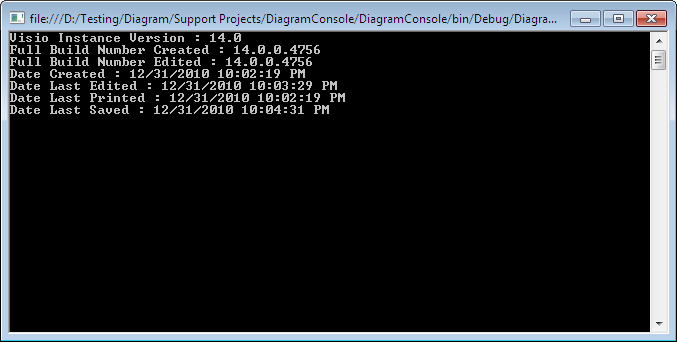 file:///D:/Testing/Diagram/Support Projects/DiagramConsole/DiagramConsole/bin/Debug/Diagra...
Visio Instance Version : 14.0
Full Build Number Created : 14.0.0.4756
Full Build Number Edited : 14.0.0.4756
Date Created : 12/31/2010 10:02:19 PM
Date Last Edited : 12/31/2010 10:03:29 PM
Date Last Printed : 12/31/2010 10:02:19 PM
Date Last Saved : 12/31/2010 10:04:31 PM